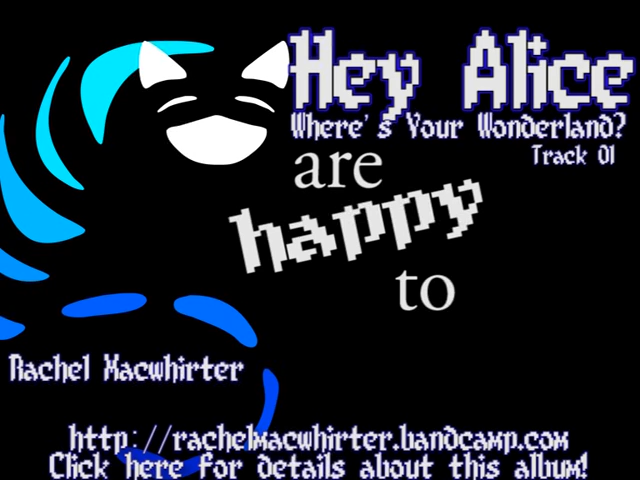 Hey Alice
Where's Your Wonderland?
Track 01
are
happy
to
Rachel Macwhirter
http://rachelmacwhirter.bandcamp.com
Click here for details about this album!